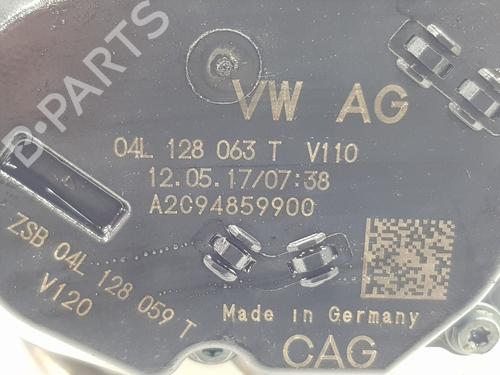 B-PARTS
VW AG
04L 128 063 T V110
12.05.17/07:38
A2C94859900
ZSB 04L 128 059 T
V120
Made in Germany
CAG